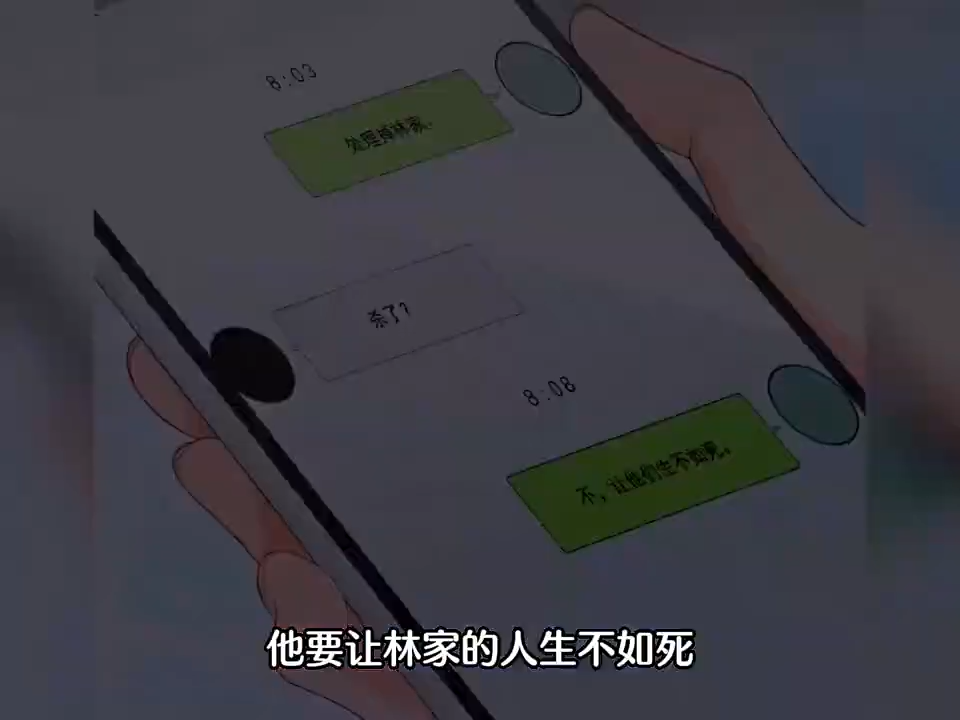 8:03
处理掉林家。
杀了？
8:08
不，让他们生不如死。
他要让林家的人生不如死